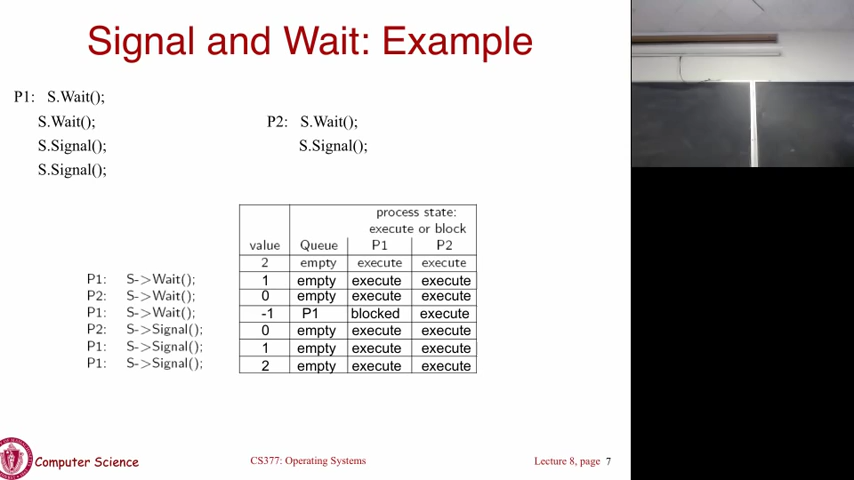 Signal and Wait: Example
P1: S.Wait();
S.Wait();
S.Signal();
S.Signal();
P2: S.Wait();
S.Signal();
process state:
execute or block
value Queue P1 P2
2 empty execute execute
P1: S->Wait(); 1 empty execute execute
P2: S->Wait(); 0 empty execute execute
P1: S->Wait(); -1 P1 blocked execute
P2: S->Signal(); 0 empty execute execute
P1: S->Signal(); 1 empty execute execute
P1: S->Signal(); 2 empty execute execute
Computer Science CS377: Operating Systems Lecture 8, page 7